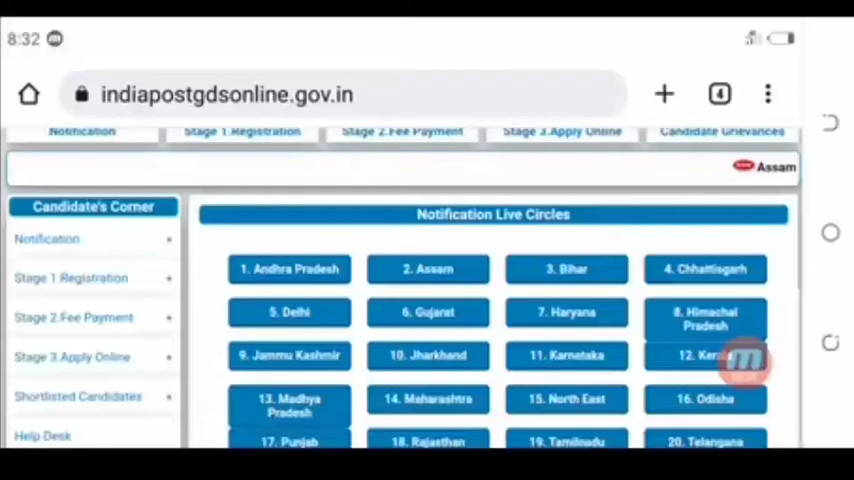 8:32
indiapostgdsonline.gov.in
4
Notification
Stage 1.Registration
Stage 2.Fee Payment
Stage 3.Apply Online
Candidate Grievances
Assam
Candidate's Corner
Notification
Stage 1.Registration
Stage 2.Fee Payment
Stage 3.Apply Online
Shortlisted Candidates
Help Desk
Notification Live Circles
1. Andhra Pradesh
2. Assam
3. Bihar
4. Chhattisgarh
5. Delhi
6. Gujarat
7. Haryana
8. Himachal
Pradesh
9. Jammu Kashmir
10. Jharkhand
11. Karnataka
12.
13. Madhya
Pradesh
14. Maharashtra
15. North East
16. Odisha
17. Punjab
18. Rajasthan
19. Tamilnadu
20. Telangana